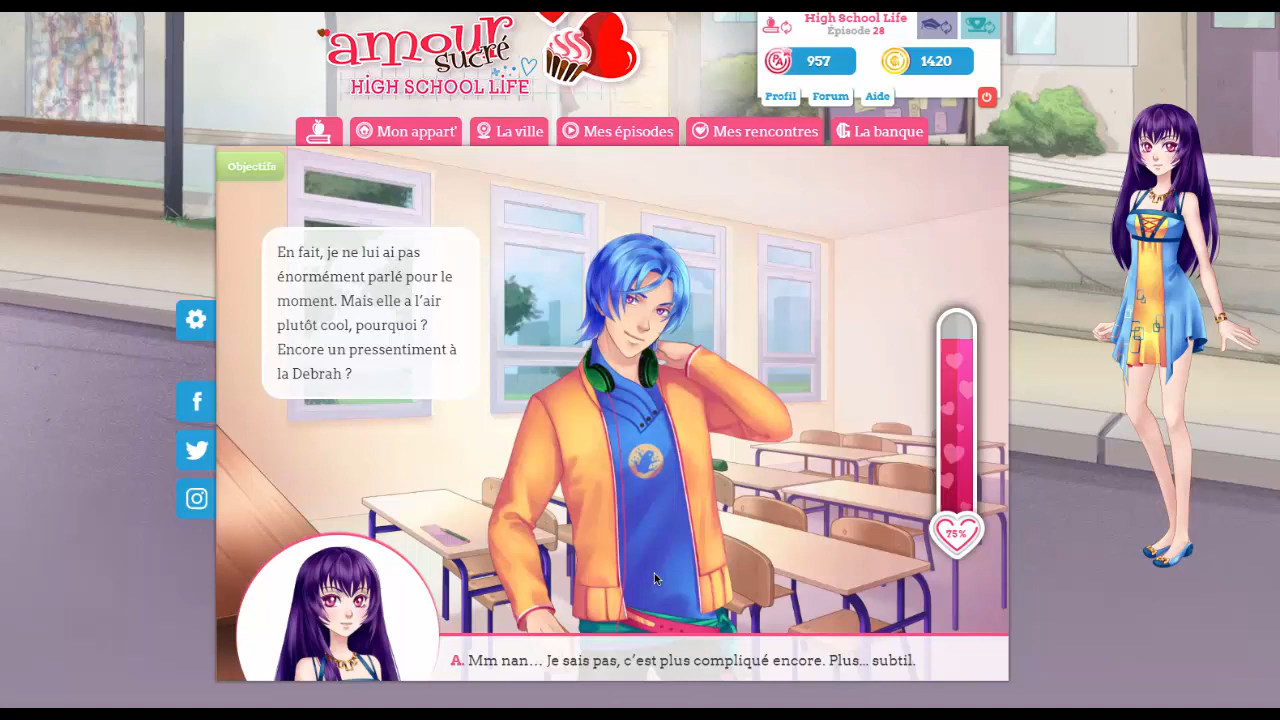 amour
sucré
HIGH SCHOOL LIFE
High School Life
Épisode 28
PA 957 1420
Profil Forum Aide
Mon appart' La ville Mes épisodes Mes rencontres La banque
Objectifs
En fait, je ne lui ai pas
énormément parlé pour le
moment. Mais elle a l'air
plutôt cool, pourquoi ?
Encore un pressentiment à
la Debrah ?
75%
A. Mm nan… Je sais pas, c'est plus compliqué encore. Plus... subtil.